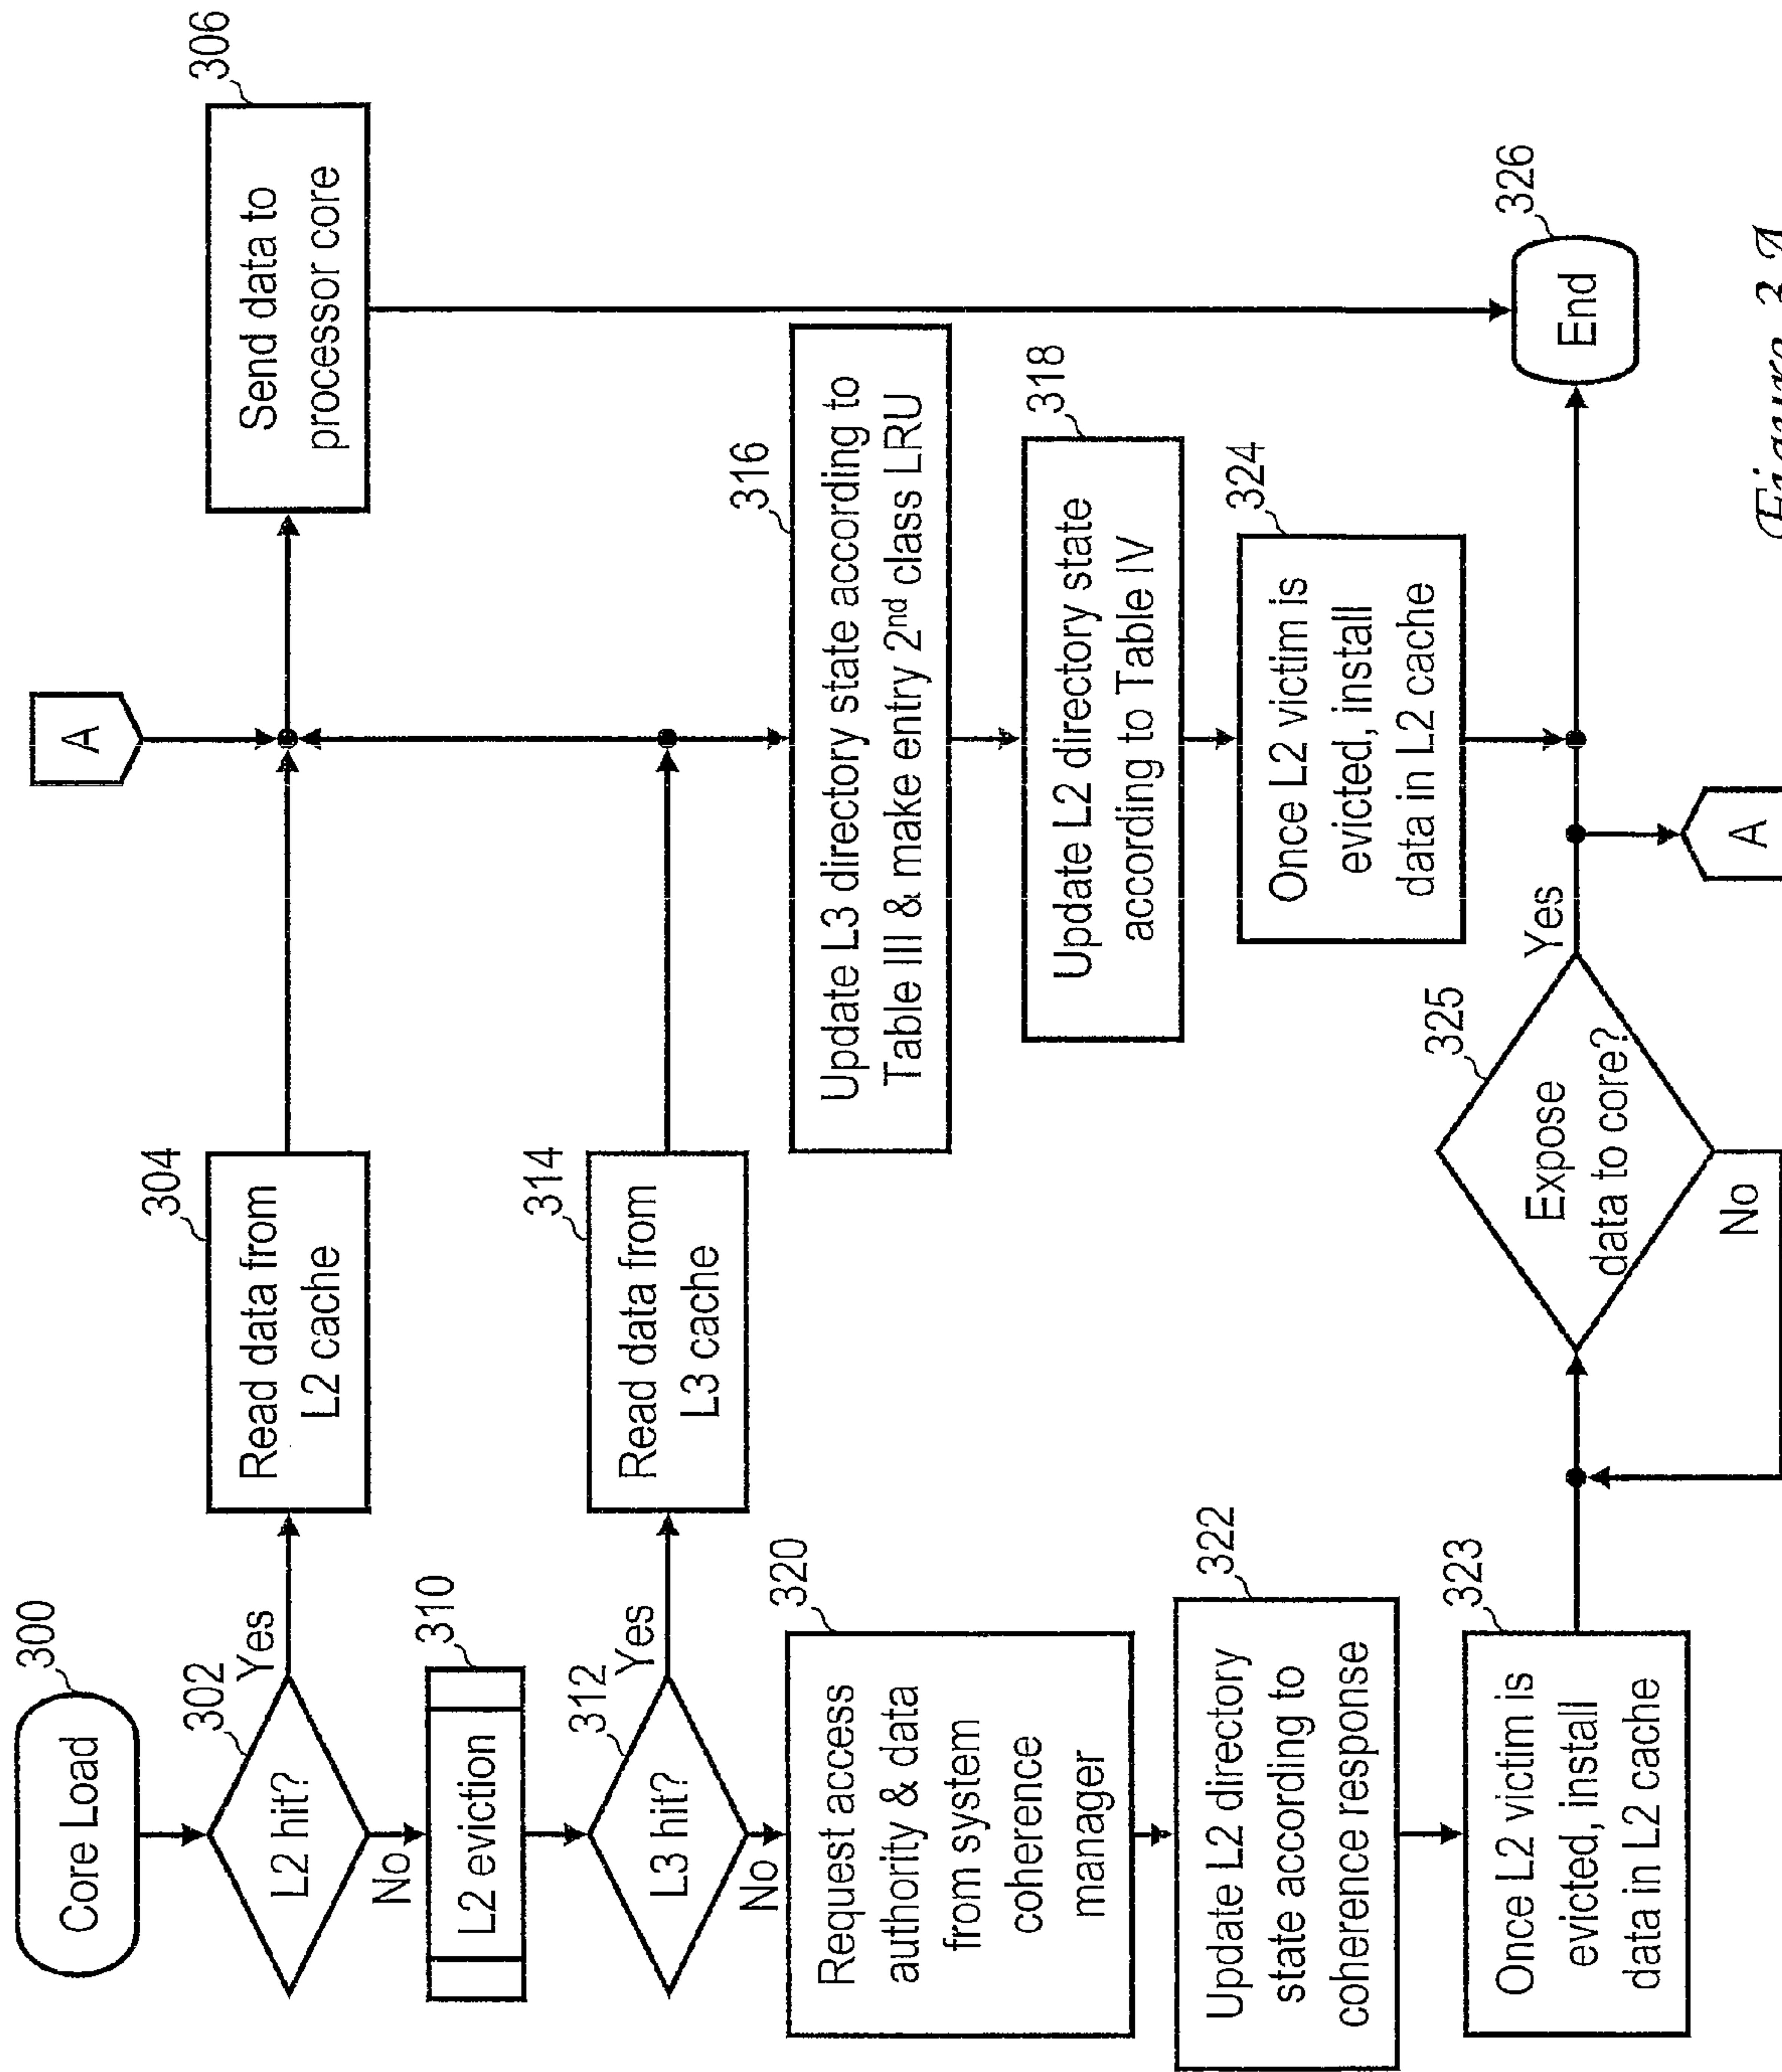 Core Load
300
L2 hit?
302
Yes
No
Read data from
L2 cache
304
A
Send data to
processor core
306
L2 eviction
310
L3 hit?
312
Yes
No
Read data from
L3 cache
314
Update L3 directory state according to
Table III & make entry 2nd class LRU
316
Update L2 directory state
according to Table IV
318
Once L2 victim is
evicted, install
data in L2 cache
324
Request access
authority & data
from system
coherence
manager
320
Update L2 directory
state according to
coherence response
322
Once L2 victim is
evicted, install
data in L2 cache
323
Expose
data to core?
325
Yes
No
A
End
326
Figure 3A